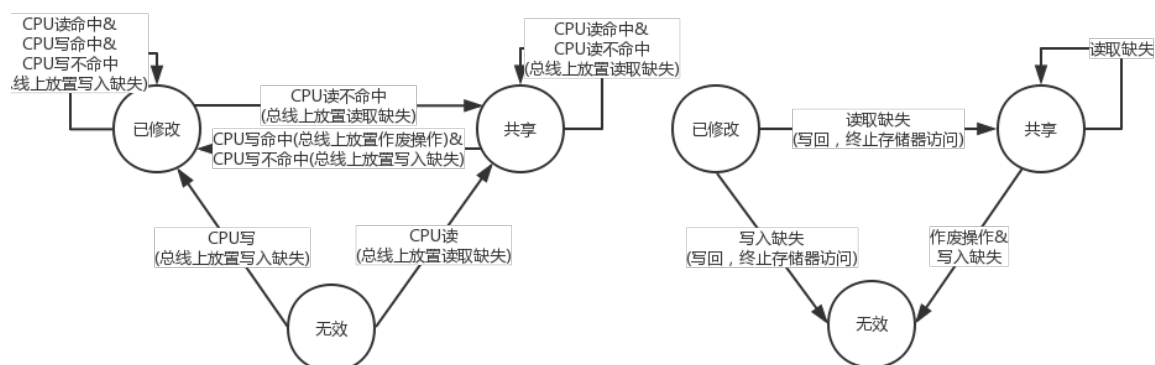 CPU读命中&
CPU写命中&
CPU写不命中
总线上放置写入缺失)
已修改
CPU读不命中
(总线上放置读取缺失)
CPU写命中(总线上放置作废操作)&
CPU写不命中(总线上放置写入缺失)
CPU读命中&
CPU读不命中
(总线上放置读取缺失)
共享
CPU写
(总线上放置写入缺失)
CPU读
(总线上放置读取缺失)
无效
已修改
读取缺失
(写回，终止存储器访问)
共享
读取缺失
写入缺失
(写回，终止存储器访问)
作废操作&
写入缺失
无效